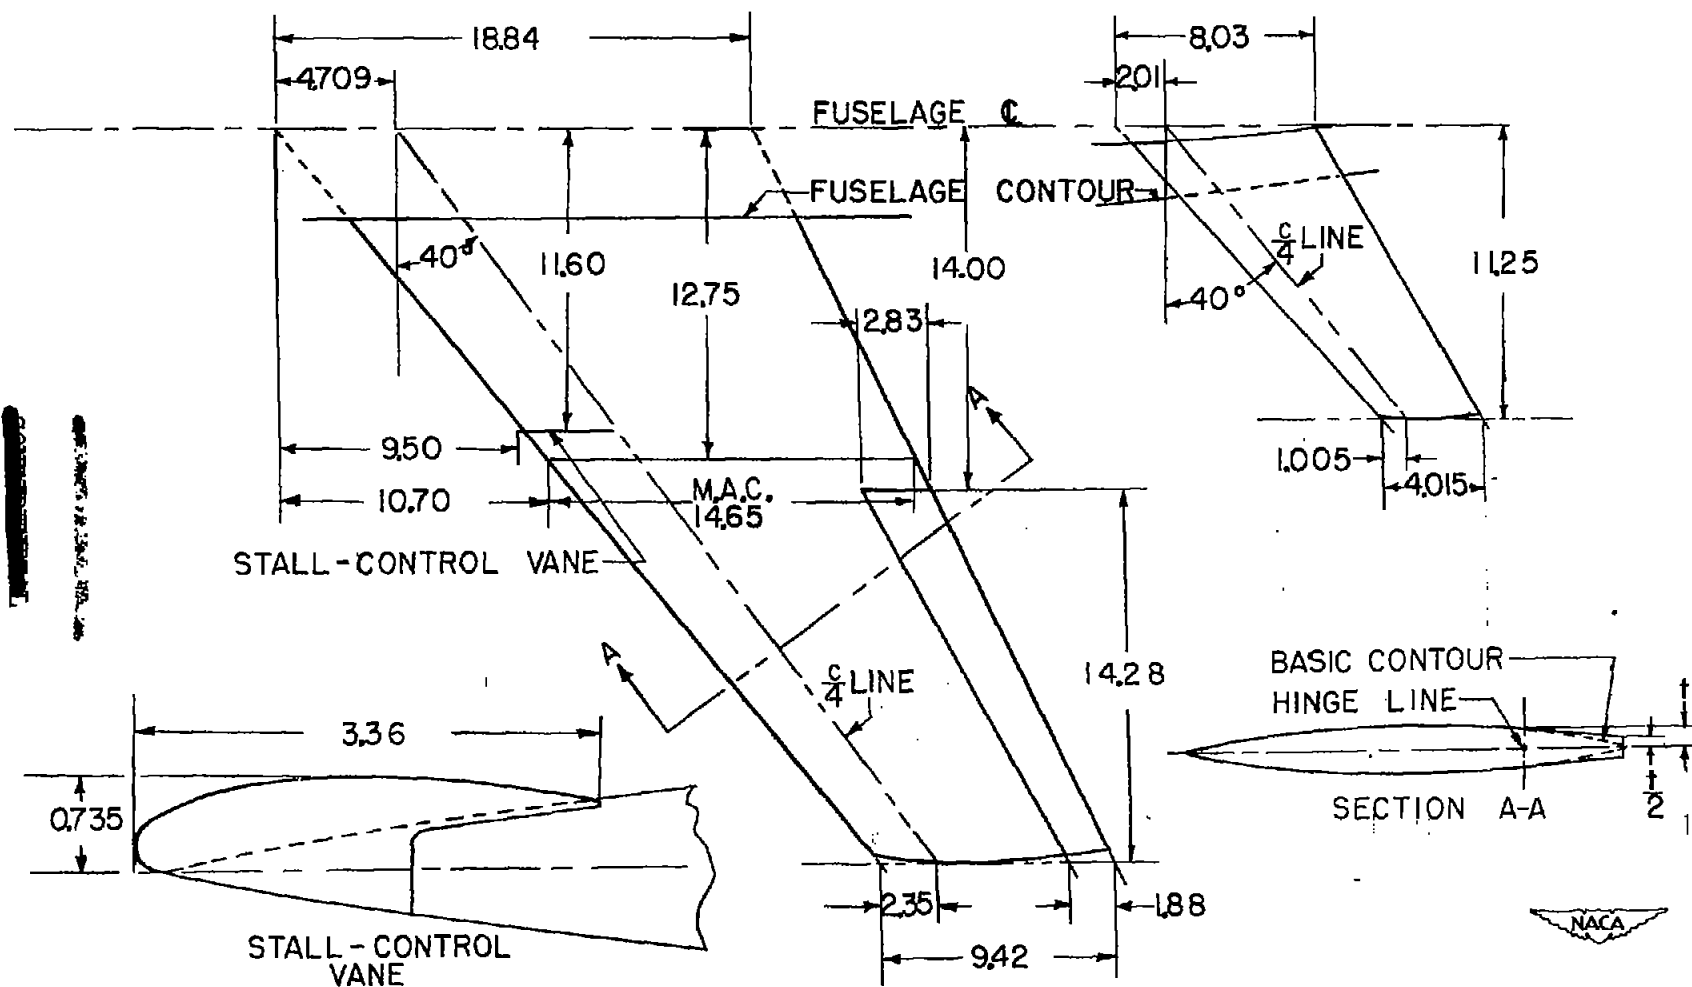 18.84
8.03
4.709
2.01
FUSELAGE ℄
FUSELAGE CONTOUR
40°
11.60
12.75
14.00
c/4 LINE
11.25
40°
2.83
A
9.50
10.70
M.A.C.
14.65
1.005
4.015
STALL-CONTROL VANE
A
14.28
c/4 LINE
BASIC CONTOUR
HINGE LINE
t
t/2
SECTION A-A
3.36
0.735
2.35
1.88
9.42
STALL-CONTROL
VANE
NACA